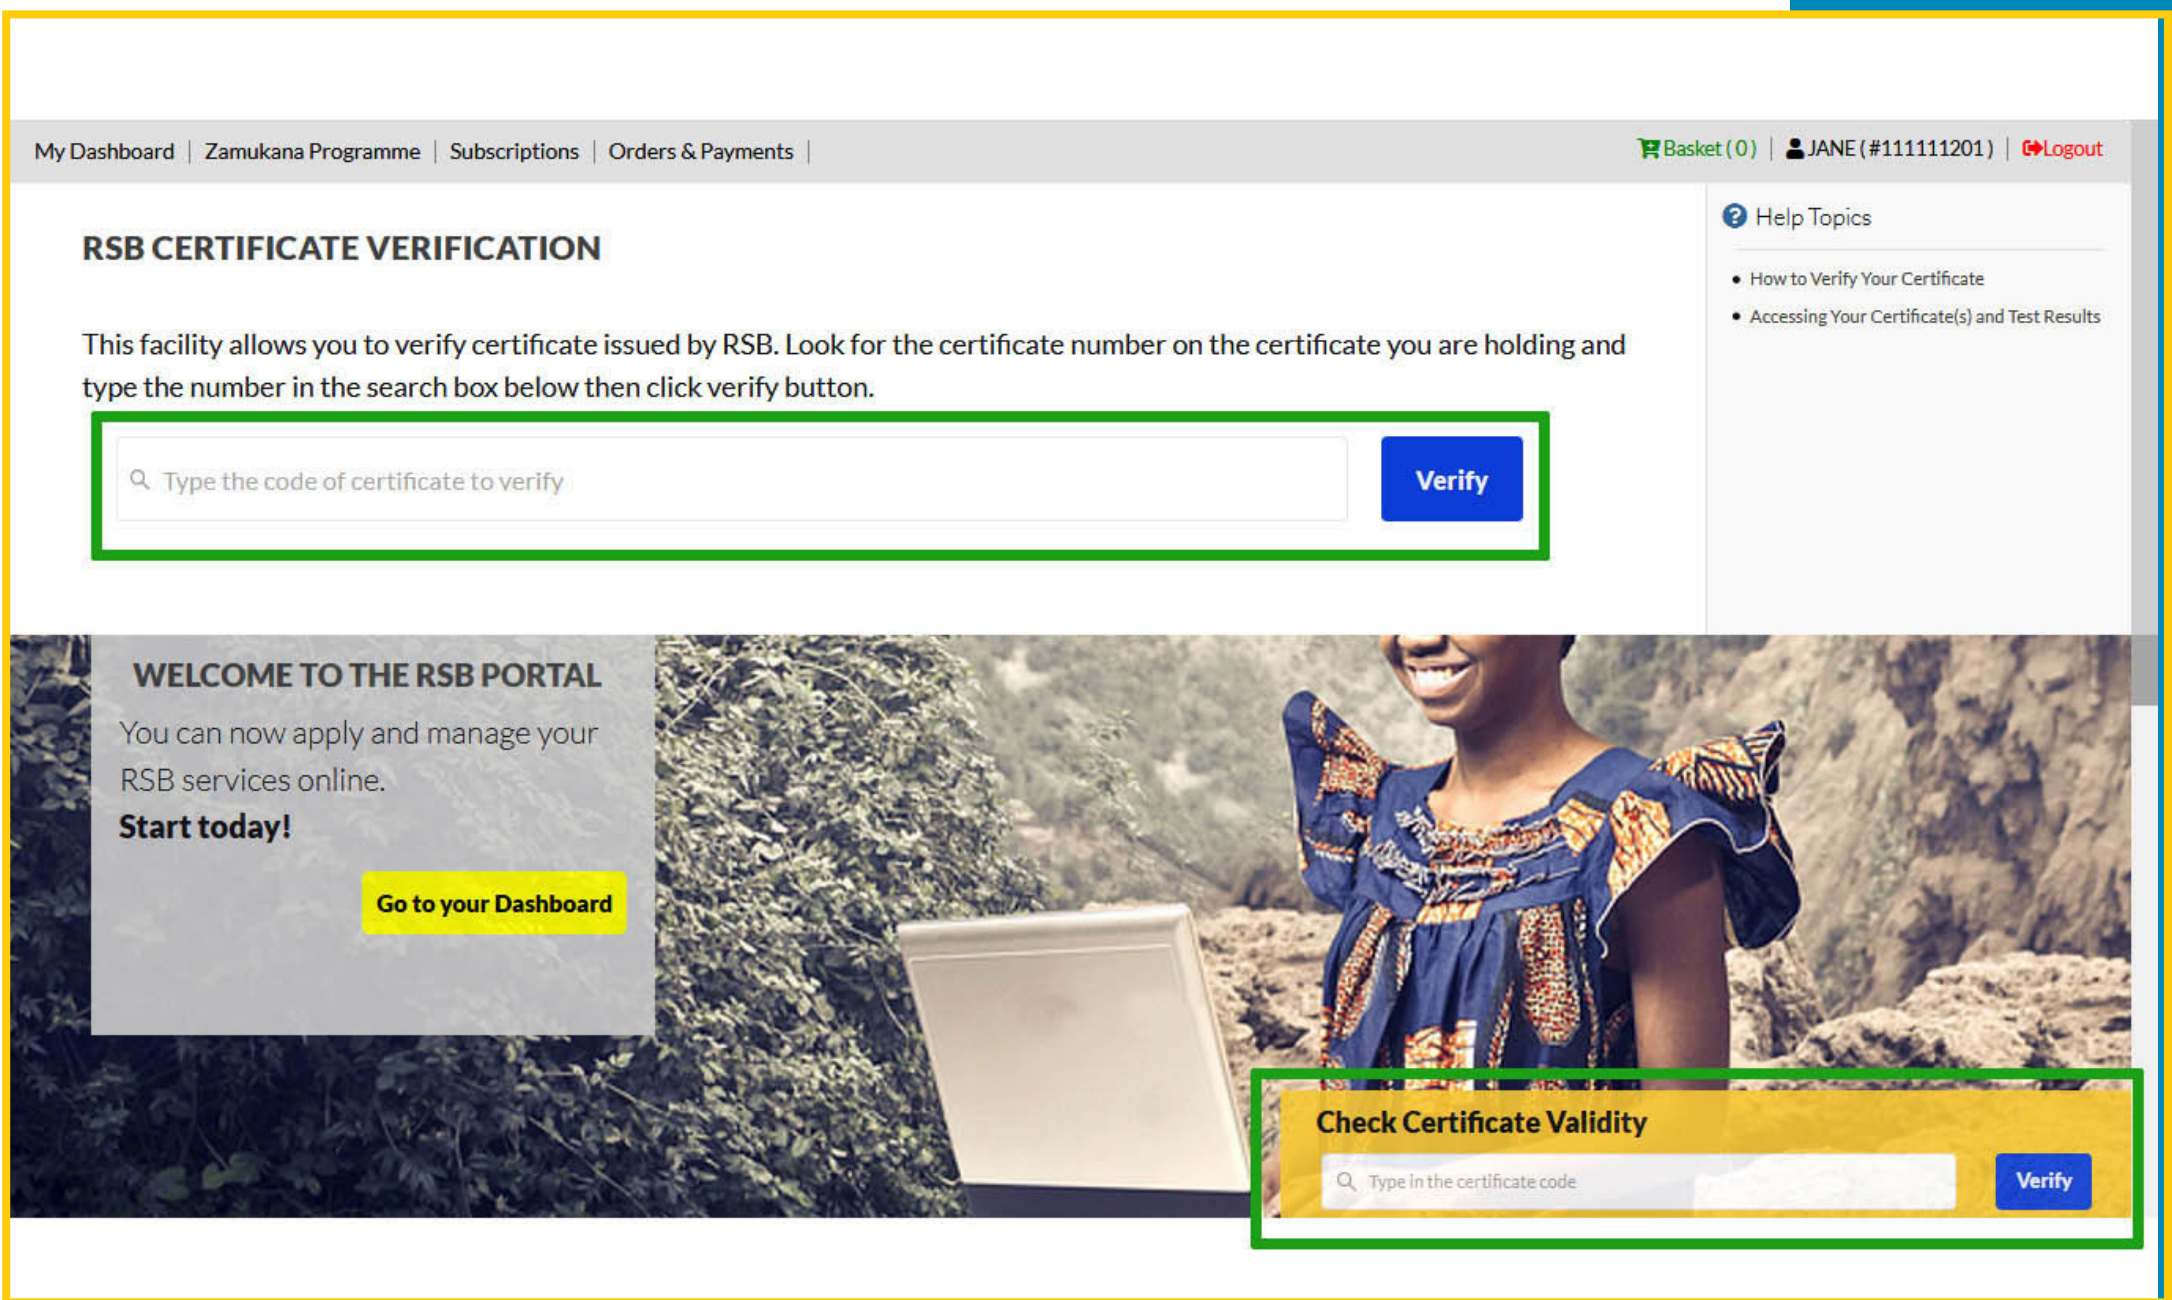 My Dashboard | Zamukana Programme | Subscriptions | Orders & Payments |
Basket ( 0 ) | JANE ( #111111201 ) | Logout
RSB CERTIFICATE VERIFICATION
This facility allows you to verify certificate issued by RSB. Look for the certificate number on the certificate you are holding and
type the number in the search box below then click verify button.
Type the code of certificate to verify
Verify
Help Topics
• How to Verify Your Certificate
• Accessing Your Certificate(s) and Test Results
WELCOME TO THE RSB PORTAL
You can now apply and manage your
RSB services online.
Start today!
Go to your Dashboard
Check Certificate Validity
Type in the certificate code
Verify